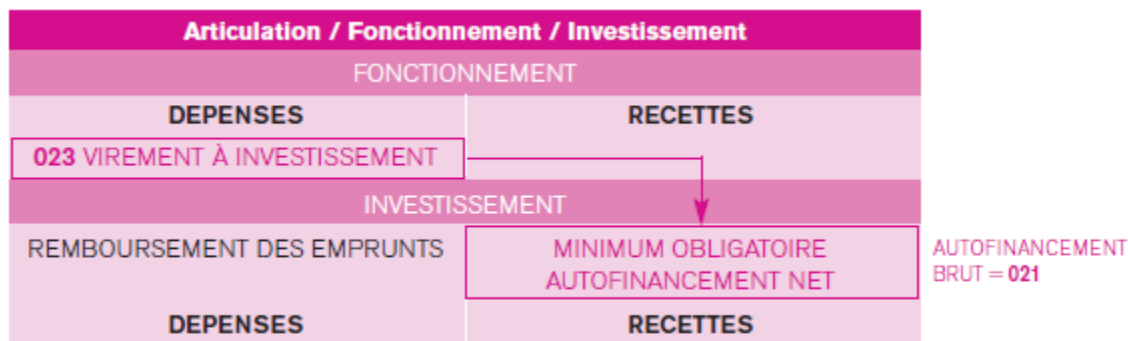 Articulation / Fonctionnement / Investissement
FONCTIONNEMENT
DEPENSES RECETTES
023 VIREMENT À INVESTISSEMENT
INVESTISSEMENT
REMBOURSEMENT DES EMPRUNTS
MINIMUM OBLIGATOIRE
AUTOFINANCEMENT NET
AUTOFINANCEMENT
BRUT = 021
DEPENSES RECETTES